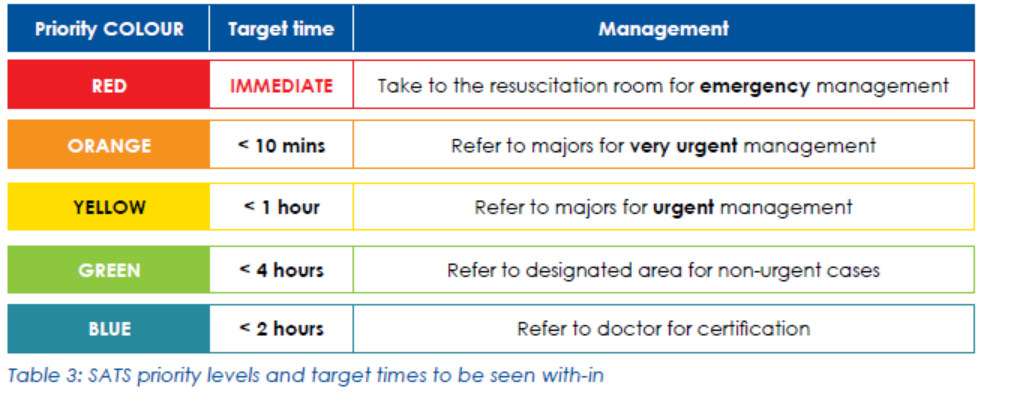 Priority COLOUR Target time Management
RED IMMEDIATE Take to the resuscitation room for emergency management
ORANGE < 10 mins Refer to majors for very urgent management
YELLOW < 1 hour Refer to majors for urgent management
GREEN < 4 hours Refer to designated area for non-urgent cases
BLUE < 2 hours Refer to doctor for certification
Table 3: SATS priority levels and target times to be seen with-in